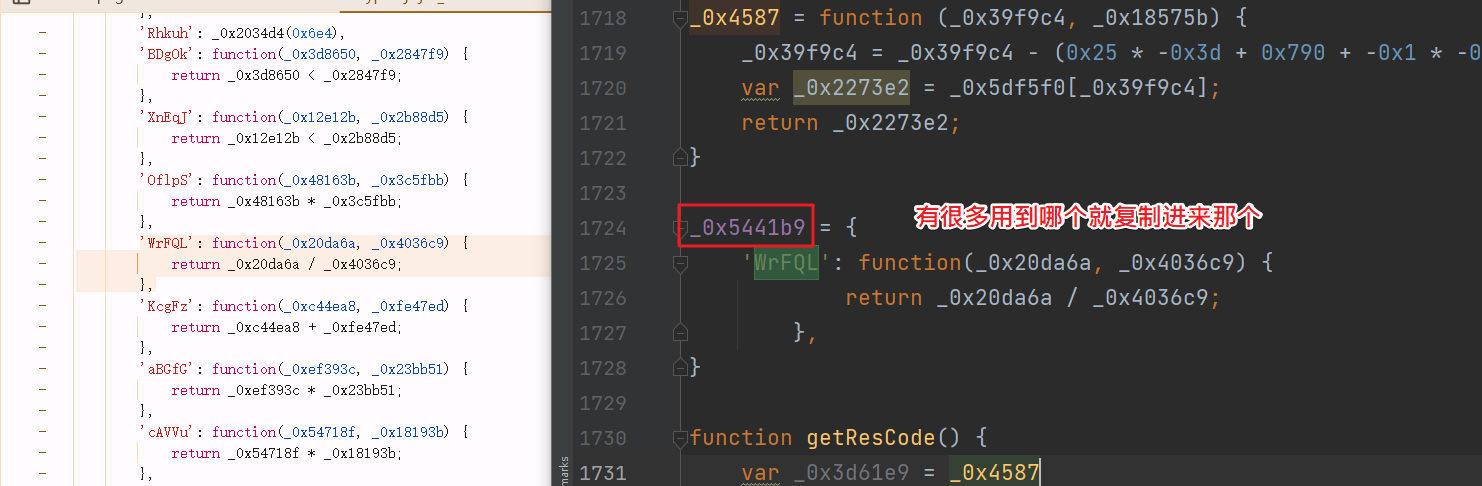 },
'Rhkuh': _0x2034d4(0x6e4),
'BDgOk': function(_0x3d8650, _0x2847f9) {
return _0x3d8650 < _0x2847f9;
},
'XnEqJ': function(_0x12e12b, _0x2b88d5) {
return _0x12e12b < _0x2b88d5;
},
'OflpS': function(_0x48163b, _0x3c5fbb) {
return _0x48163b * _0x3c5fbb;
},
'WrFQL': function(_0x20da6a, _0x4036c9) {
return _0x20da6a / _0x4036c9;
},
'KcgFz': function(_0xc44ea8, _0xfe47ed) {
return _0xc44ea8 + _0xfe47ed;
},
'aBGfG': function(_0xef393c, _0x23bb51) {
return _0xef393c * _0x23bb51;
},
'cAVVu': function(_0x54718f, _0x18193b) {
return _0x54718f * _0x18193b;
},
1718 _0x4587 = function (_0x39f9c4, _0x18575b) {
1719 _0x39f9c4 = _0x39f9c4 - (0x25 * -0x3d + 0x790 + -0x1 * -0
1720 var _0x2273e2 = _0x5df5f0[_0x39f9c4];
1721 return _0x2273e2;
1722 }
1723
1724 _0x5441b9 = {
有很多用到哪个就复制进来那个
1725 'WrFQL': function(_0x20da6a, _0x4036c9) {
1726 return _0x20da6a / _0x4036c9;
1727 },
1728 }
1729
1730 function getResCode() {
1731 var _0x3d61e9 = _0x4587
marks